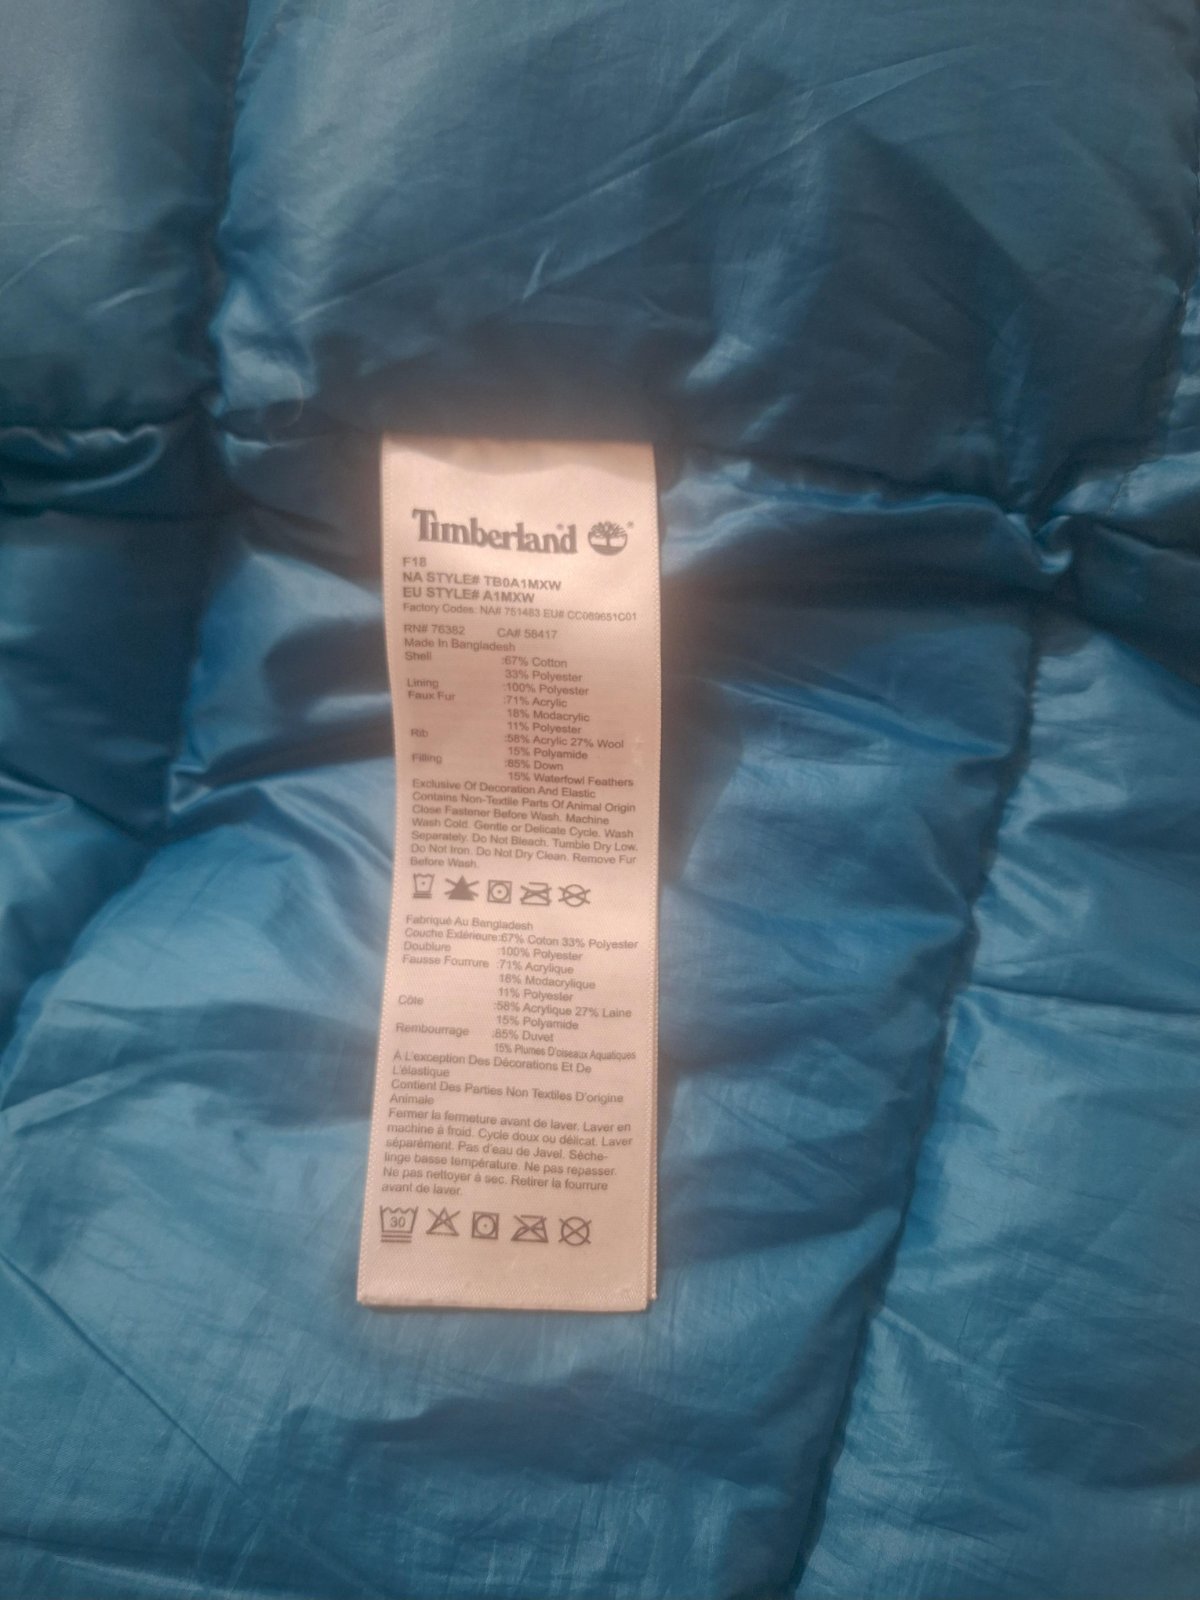 Timberland
F18
NA STYLE# TB0A1MXW
EU STYLE# A1MXW
Factory Codes: NA# 751483 EU# CC089651C01
RN# 76382 CA# 58417
Made In Bangladesh
Shell :67% Cotton
33% Polyester
Lining :100% Polyester
Faux Fur :71% Acrylic
18% Modacrylic
11% Polyester
Rib :58% Acrylic 27% Wool
15% Polyamide
Filling :85% Down
15% Waterfowl Feathers
Exclusive Of Decoration And Elastic
Contains Non-Textile Parts Of Animal Origin
Close Fastener Before Wash. Machine
Wash Cold. Gentle or Delicate Cycle. Wash
Separately. Do Not Bleach. Tumble Dry Low.
Do Not Iron. Do Not Dry Clean. Remove Fur
Before Wash.
Fabriqué Au Bangladesh
Couche Extérieure:67% Coton 33% Polyester
Doublure :100% Polyester
Fausse Fourrure :71% Acrylique
18% Modacrylique
11% Polyester
Côte :58% Acrylique 27% Laine
15% Polyamide
Rembourrage :85% Duvet
15% Plumes D'oiseaux Aquatiques
À L'exception Des Décorations Et De
L'élastique
Contient Des Parties Non Textiles D'origine
Animale
Fermer la fermeture avant de laver. Laver en
machine à froid. Cycle doux ou délicat. Laver
séparément. Pas d'eau de Javel. Sèche-
linge basse température. Ne pas repasser.
Ne pas nettoyer à sec. Retirer la fourrure
avant de laver.
30